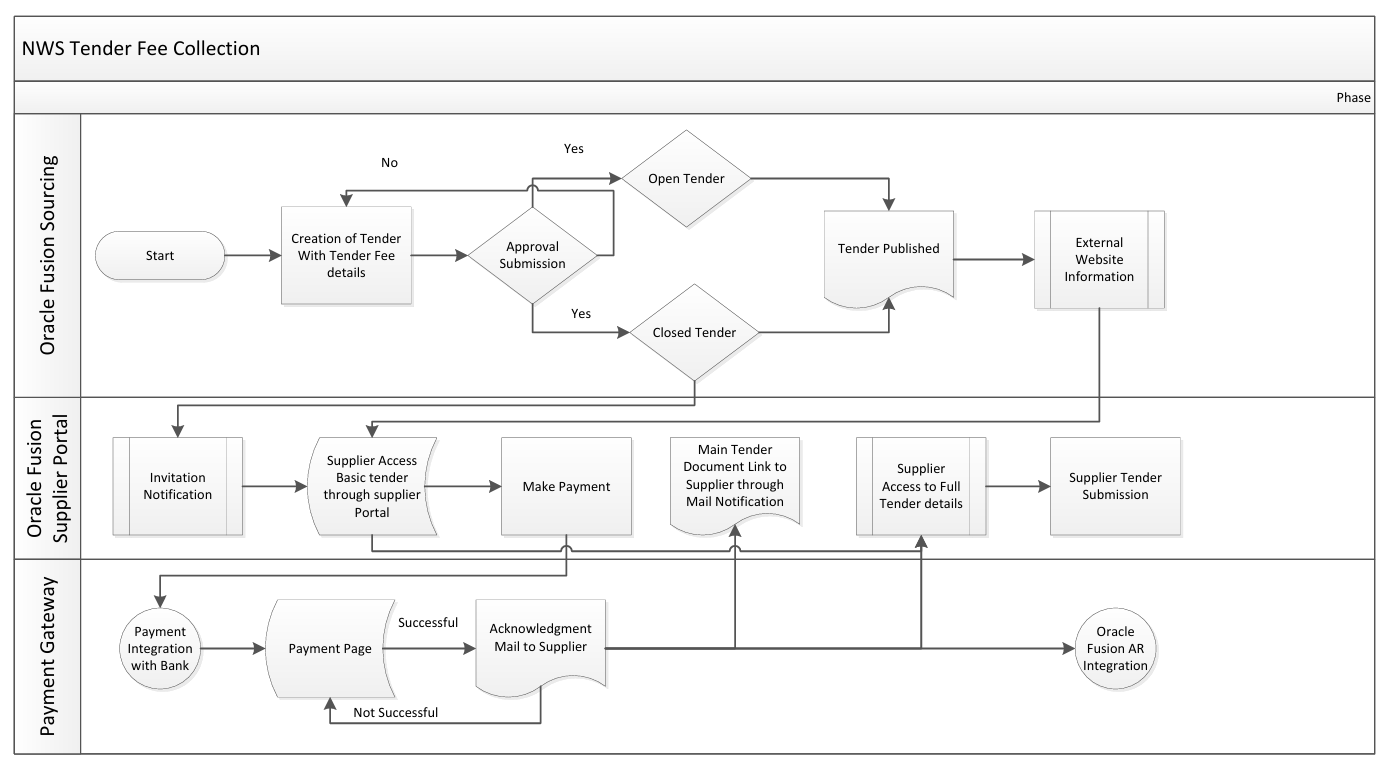 NWS Tender Fee Collection
Phase
Oracle Fusion Sourcing
No
Yes
Open Tender
Start
Creation of Tender
With Tender Fee
details
Approval
Submission
Tender Published
External
Website
Information
Yes
Closed Tender
Oracle Fusion
Supplier Portal
Invitation
Notification
Supplier Access
Basic tender
through supplier
Portal
Make Payment
Main Tender
Document Link to
Supplier through
Mail Notification
Supplier
Access to Full
Tender details
Supplier Tender
Submission
Payment Gateway
Payment
Integration
with Bank
Payment Page
Successful
Acknowledgment
Mail to Supplier
Not Successful
Oracle
Fusion AR
Integration